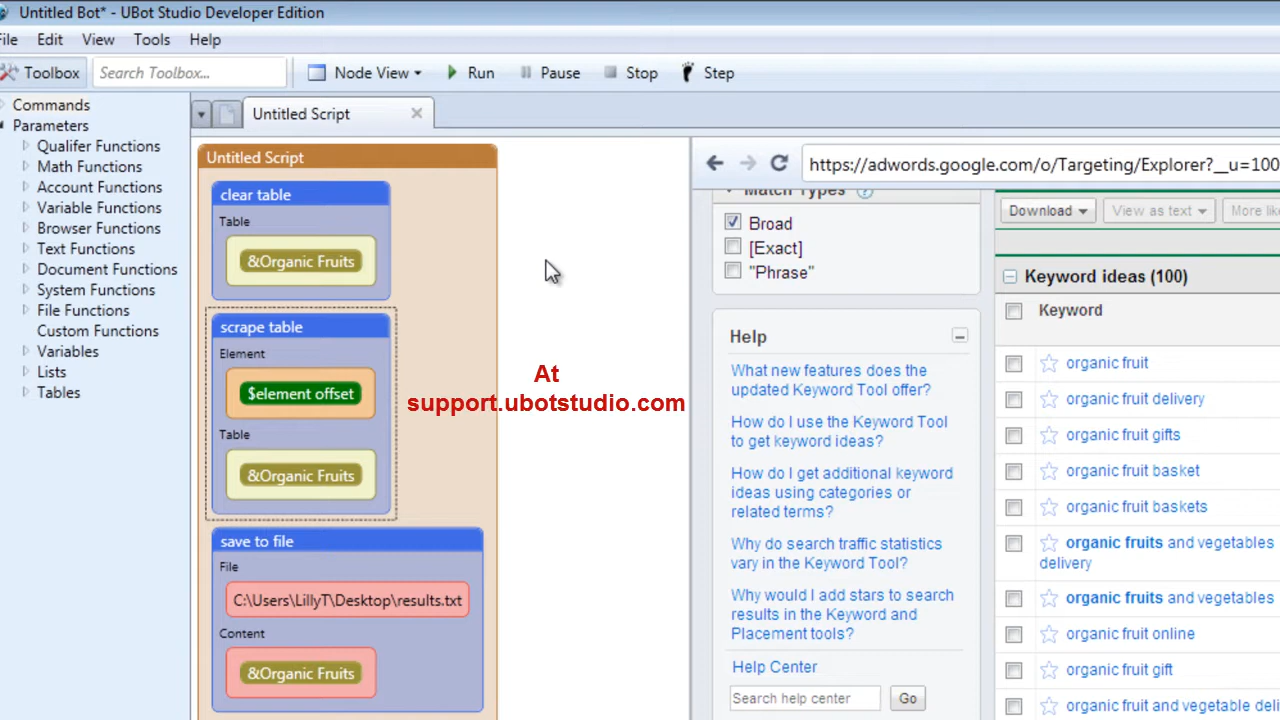 Untitled Bot* - UBot Studio Developer Edition
File Edit View Tools Help
Toolbox Search Toolbox... Node View Run Pause Stop Step
Commands
Parameters
Qualifer Functions
Math Functions
Account Functions
Variable Functions
Browser Functions
Text Functions
Document Functions
System Functions
File Functions
Custom Functions
Variables
Lists
Tables
Untitled Script
Untitled Script
clear table
Table
&Organic Fruits
scrape table
Element
$element offset
Table
&Organic Fruits
save to file
File
C:\Users\LillyT\Desktop\results.txt
Content
&Organic Fruits
At
support.ubotstudio.com
https://adwords.google.com/o/Targeting/Explorer?__u=100
Match Types
Broad
[Exact]
"Phrase"
Help
What new features does the
updated Keyword Tool offer?
How do I use the Keyword Tool
to get keyword ideas?
How do I get additional keyword
ideas using categories or
related terms?
Why do search traffic statistics
vary in the Keyword Tool?
Why would I add stars to search
results in the Keyword and
Placement tools?
Help Center
Search help center Go
Download View as text More lik
Keyword ideas (100)
Keyword
organic fruit
organic fruit delivery
organic fruit gifts
organic fruit basket
organic fruit baskets
organic fruits and vegetables
delivery
organic fruits and vegetables
organic fruit online
organic fruit gift
organic fruit and vegetable deli